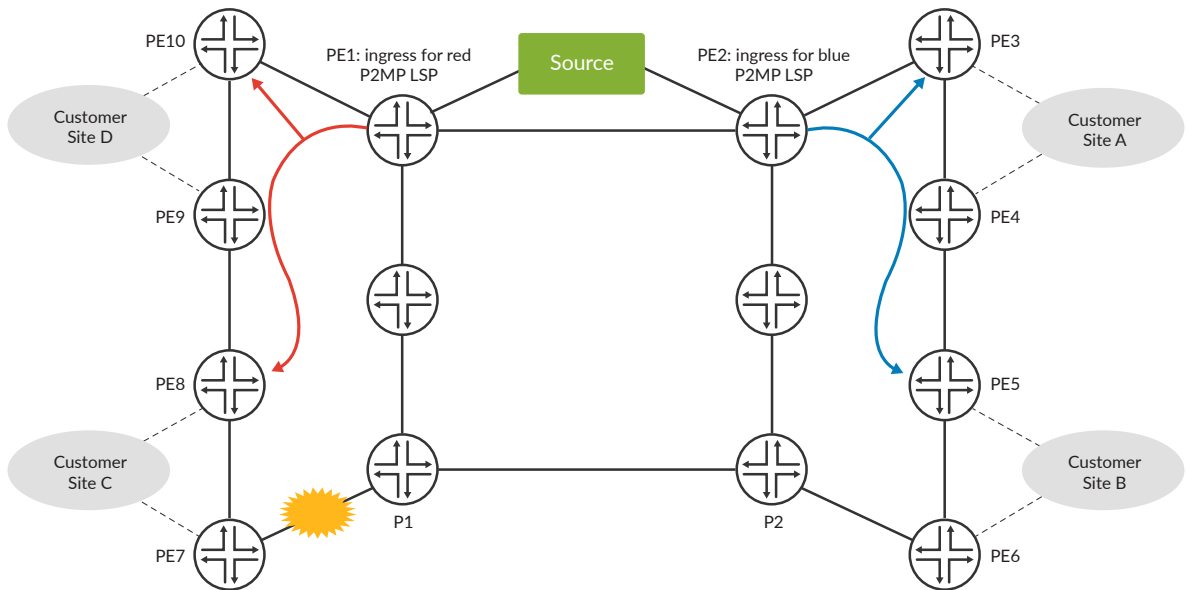 PE10
PE1: ingress for red
P2MP LSP
Source
PE2: ingress for blue
P2MP LSP
PE3
Customer
Site D
Customer
Site A
PE9
PE4
PE8
PE5
Customer
Site C
Customer
Site B
P1
P2
PE7
PE6